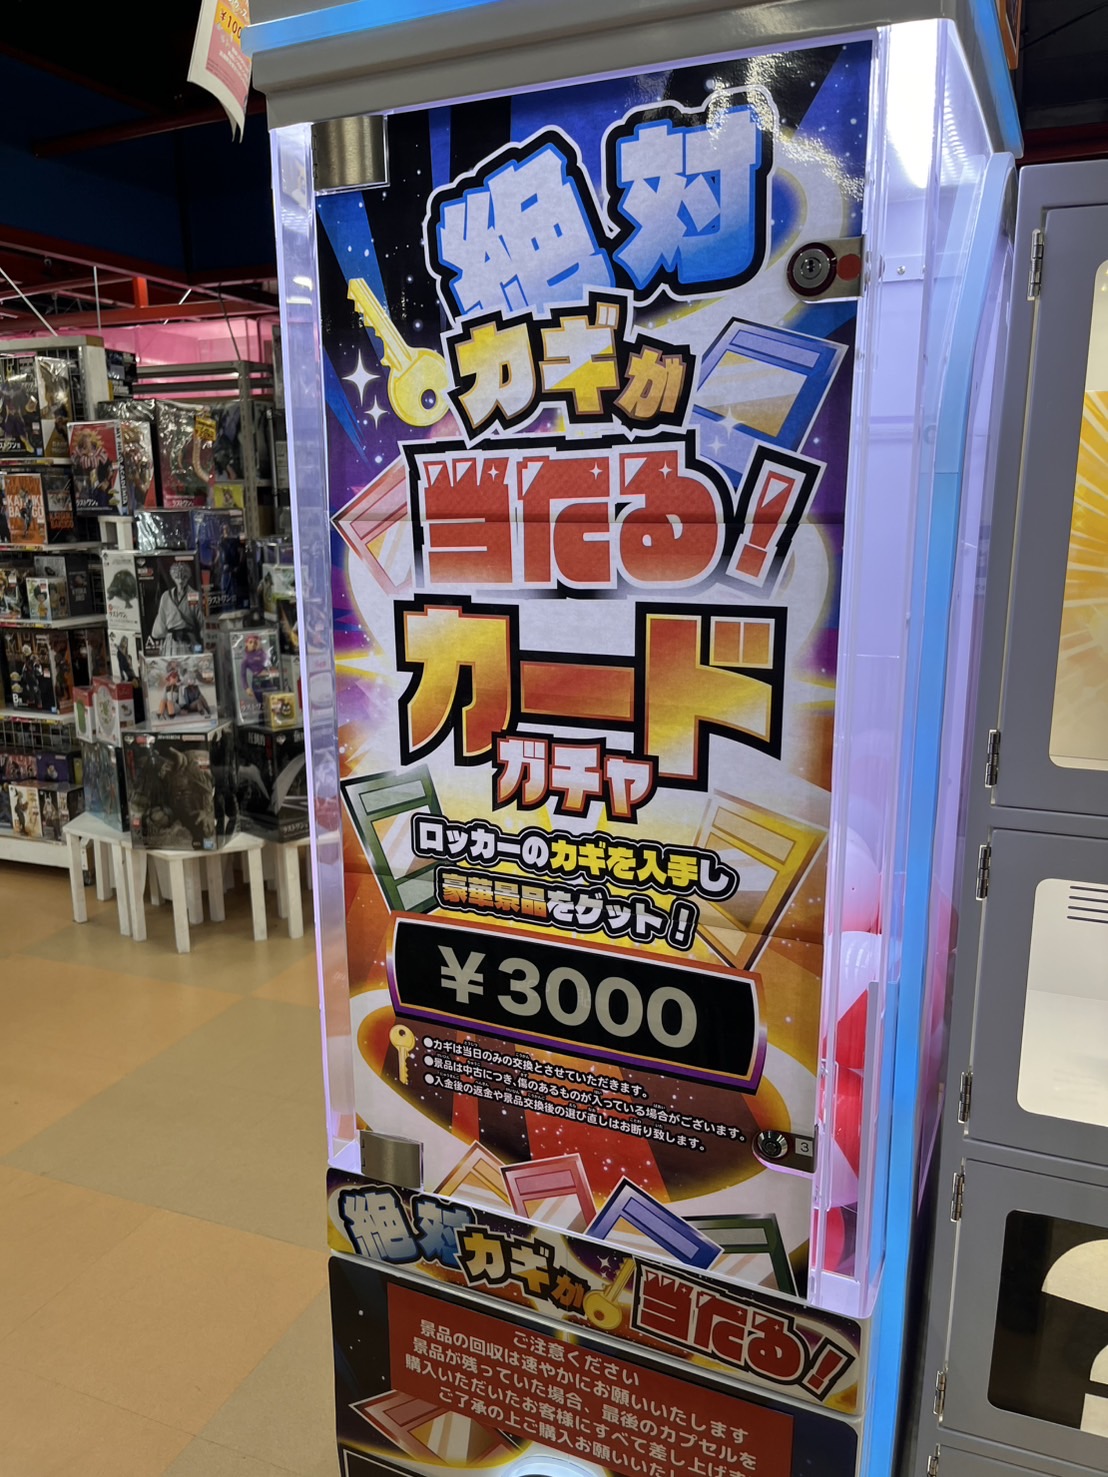 ¥100
絶対
カギが
当たる！
カード
ガチャ
ロッカーのカギを入手し
豪華景品をゲット！
¥3000
●カギは当日のみの交換とさせていただきます。
●景品は中古につき、傷のあるものが入っている場合がございます。
●入金後の返金や景品交換後の選び直しはお断り致します。
3
絶対カギが当たる！
ご注意ください
景品の回収は速やかにお願いいたします
景品が残っていた場合、最後のカプセルを
購入いただいたお客様にすべて差し上げま
ご了承の上ご購入お願いいたし